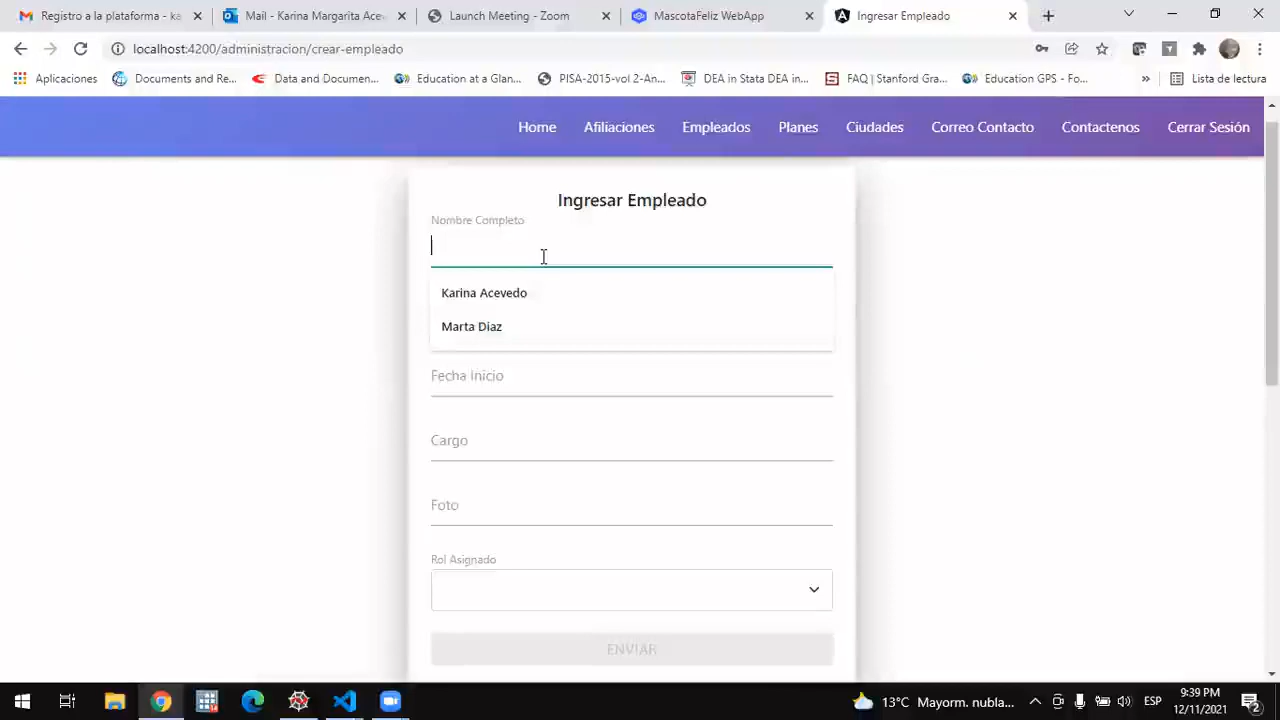 Registro a la plataforma - ka
Mail - Karina Margarita Ace
Launch Meeting - Zoom
MascotaFeliz WebApp
Ingresar Empleado
localhost:4200/administracion/crear-empleado
Aplicaciones
Documents and Re...
Data and Documen...
Education at a Glan...
PISA-2015-vol 2-An...
DEA in Stata DEA in...
FAQ | Stanford Gra...
Education GPS - Fo...
»
Lista de lectura
Home
Afiliaciones
Empleados
Planes
Ciudades
Correo Contacto
Contactenos
Cerrar Sesión
Ingresar Empleado
Nombre Completo
Karina Acevedo
Marta Diaz
Fecha Inicio
Cargo
Foto
Rol Asignado
ENVIAR
13°C Mayorm. nubla...
ESP
9:39 PM
12/11/2021
2